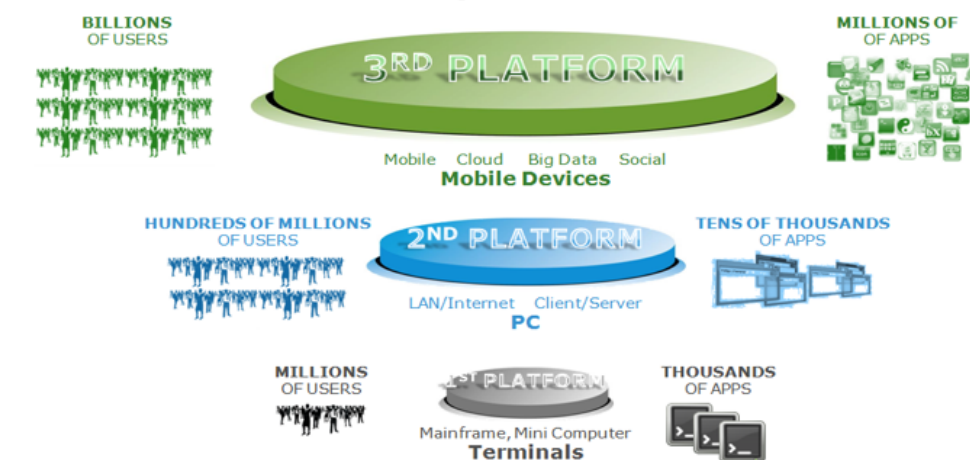 BILLIONS
OF USERS
3RD PLATFORM
MILLIONS OF
OF APPS
Mobile Cloud Big Data Social
Mobile Devices
HUNDREDS OF MILLIONS
OF USERS
2ND PLATFORM
TENS OF THOUSANDS
OF APPS
LAN/Internet Client/Server
PC
MILLIONS
OF USERS
1ST PLATFORM
THOUSANDS
OF APPS
Mainframe, Mini Computer
Terminals